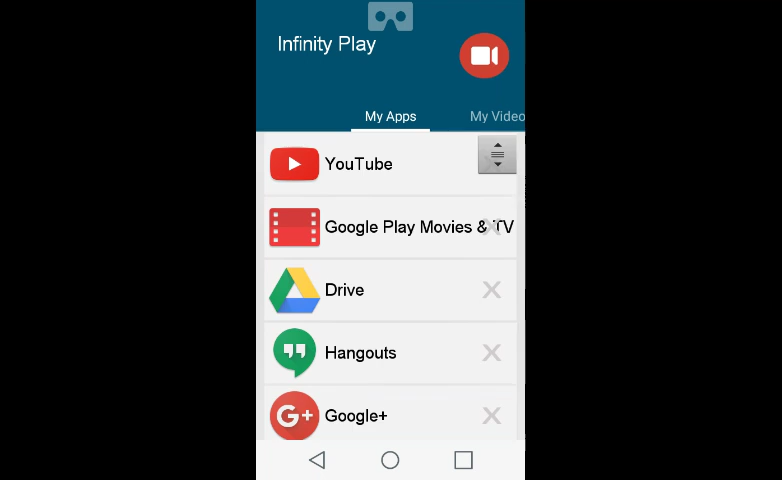 Infinity Play
My Apps
My Video
YouTube
Google Play Movies & TV
Drive
Hangouts
G+ Google+